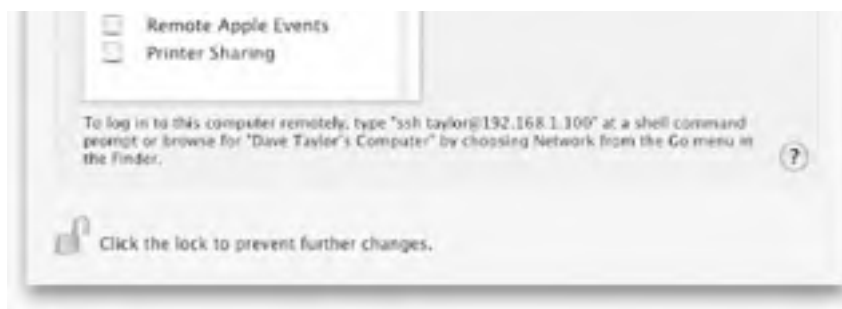 Remote Apple Events
Printer Sharing
To log in to this computer remotely, type "ssh taylor@192.168.1.100" at a shell command
prompt or browse for "Dave Taylor's Computer" by choosing Network from the Go menu in
the Finder.
?
Click the lock to prevent further changes.